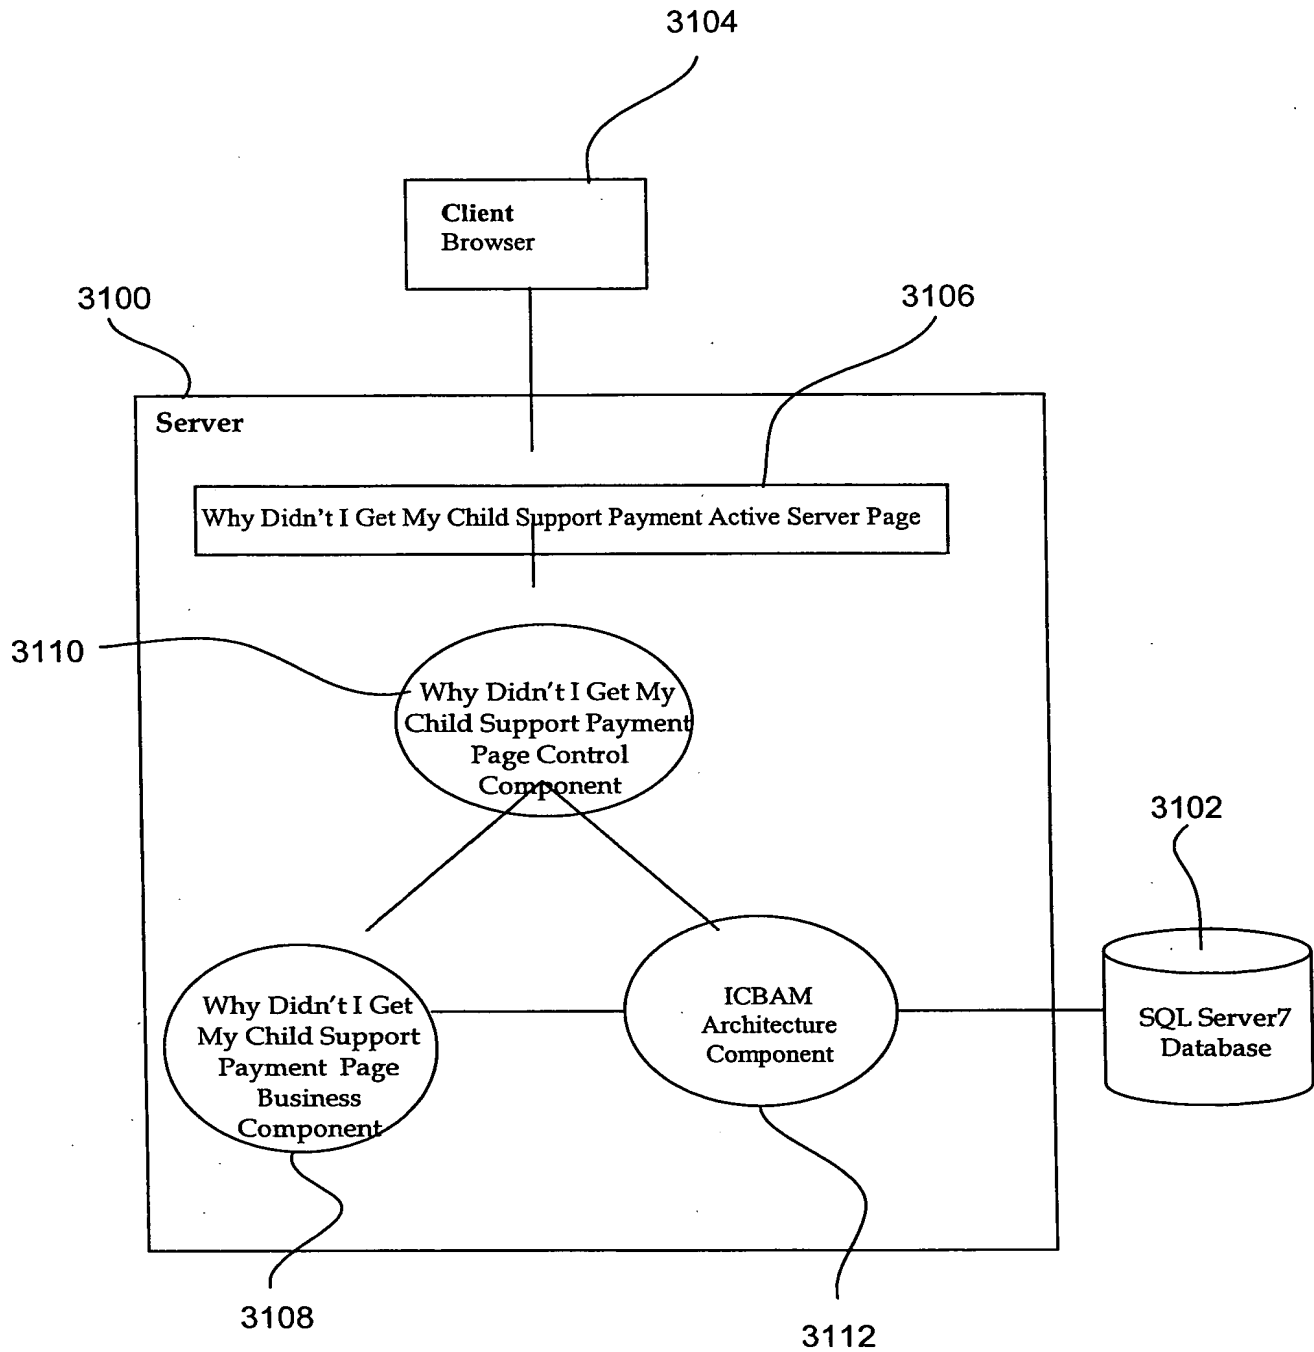 3104
Client
Browser
3100
3106
Server
Why Didn't I Get My Child Support Payment Active Server Page
3110
Why Didn't I Get My
Child Support Payment
Page Control
Component
3102
Why Didn't I Get
My Child Support
Payment Page
Business
Component
ICBAM
Architecture
Component
SQL Server7
Database
3108
3112